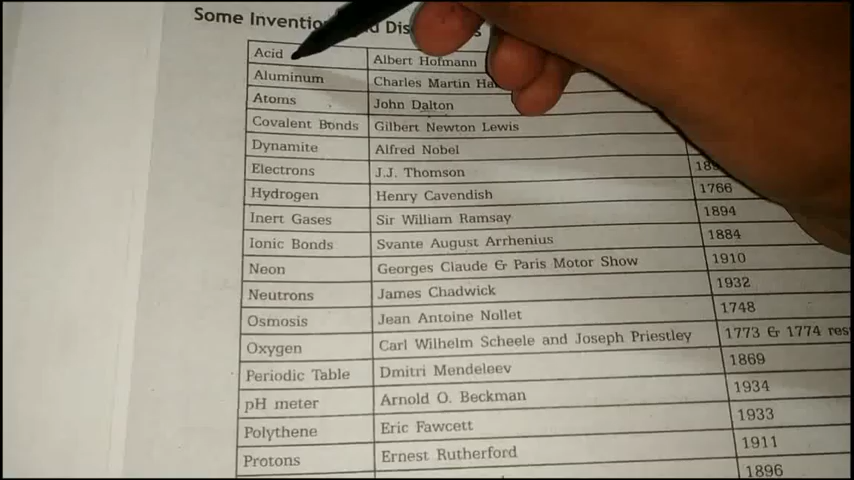 Some
Acid Albert Hofmann
Aluminum Charles Martin
Atoms John Dalton
Covalent Bonds Gilbert Newton Lewis
Dynamite Alfred Nobel
Electrons J.J. Thomson
Hydrogen Henry Cavendish 1766
Inert Gases Sir William Ramsay 1894
Ionic Bonds Svante August Arrhenius 1884
Neon Georges Claude & Paris Motor Show 1910
Neutrons James Chadwick 1932
Osmosis Jean Antoine Nollet 1748
Oxygen Carl Wilhelm Scheele and Joseph Priestley 1773 & 1774 res
Periodic Table Dmitri Mendeleev 1869
pH meter Arnold O. Beckman 1934
Polythene Eric Fawcett 1933
Protons Ernest Rutherford 1911
1896